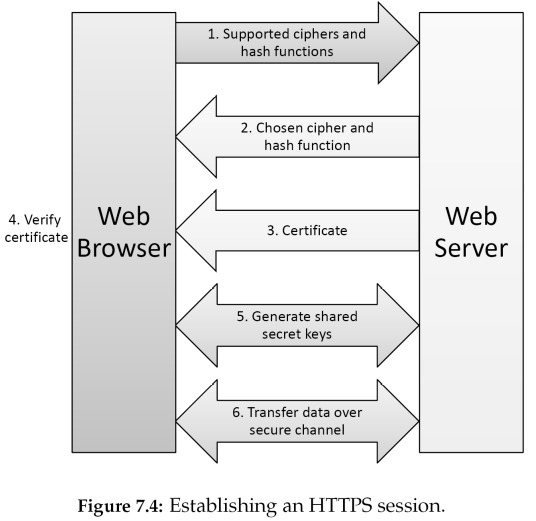 1. Supported ciphers and
hash functions
2. Chosen cipher and
hash function
4. Verify
certificate
Web
Browser
3. Certificate
Web
Server
5. Generate shared
secret keys
6. Transfer data over
secure channel
Figure 7.4: Establishing an HTTPS session.